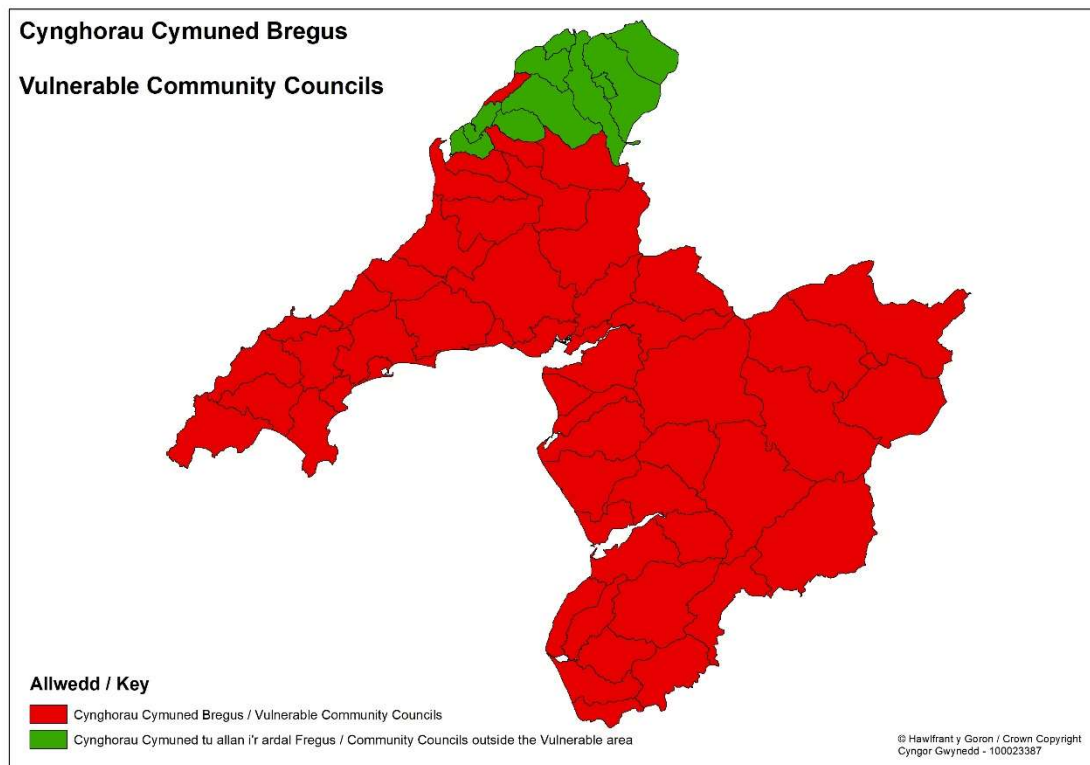 Cynghorau Cymuned Bregus
Vulnerable Community Councils
Allwedd / Key
Cynghorau Cymuned Bregus / Vulnerable Community Councils
Cynghorau Cymuned tu allan i'r ardal Fregus / Community Councils outside the Vulnerable area
© Hawlfraint y Goron / Crown Copyright
Cyngor Gwynedd - 100023387